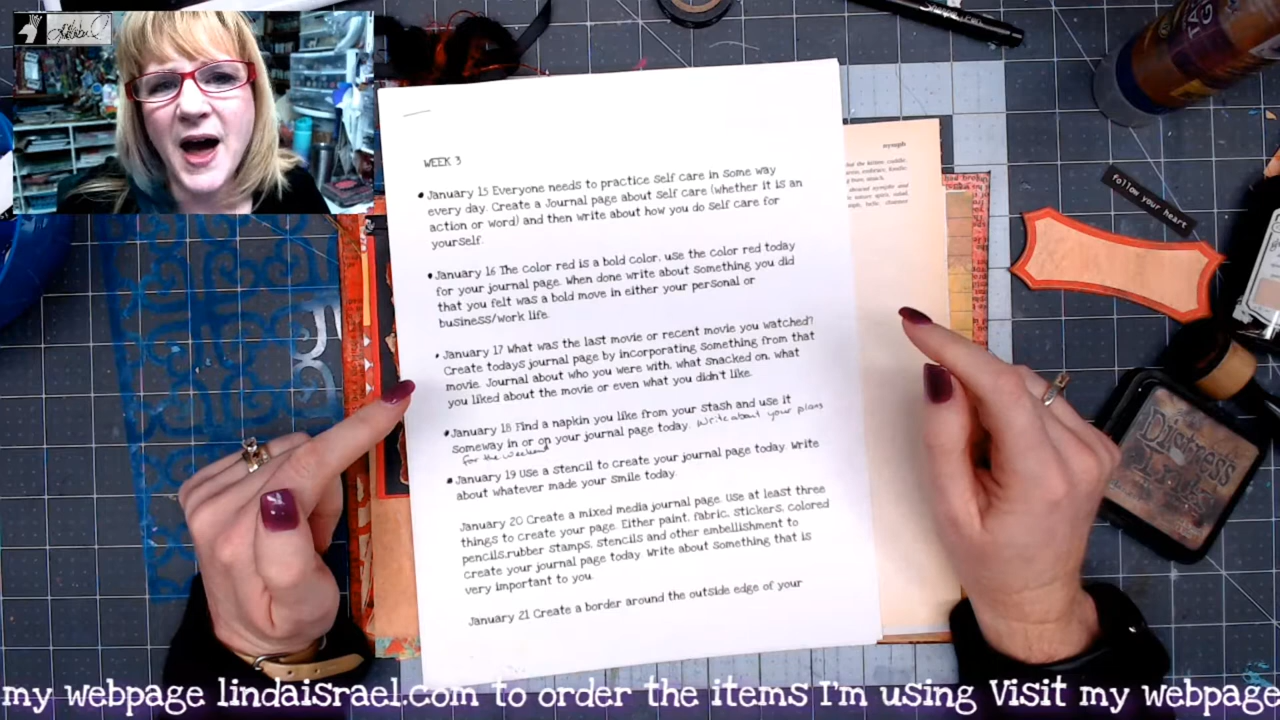 WEEK 3
January 15 Everyone needs to practice Self care in Some way
every day. Create a Journal page about Self care (whether it is an
action or word) and then write about how you do Self care for
yourself.
January 16 The color red is a bold color. use the color red today
for your journal page. When done write about Something you did
that you felt was a bold move in either your personal or
business/work life.
January 17 What was the last movie or recent movie you watched?
Create todays journal page by incorporating Something from that
movie. Journal about who you were with, what snacked on, what
you liked about the movie or even what you didn't like.
January 18 Find a napkin you like from your stash and use it
Someway in or on your journal page today. Write about your plans
for the weekend
January 19 Use a stencil to create your journal page today. Write
about whatever made your Smile today.
January 20 Create a mixed media journal page. Use at least three
things to create your page. Either paint, fabric, stickers, colored
pencils,rubber stamps, stencils and other embellishment to
create your journal page today. Write about Something that is
very important to you.
January 21 Create a border around the outside edge of your
nymph
follow your heart
Distress
my webpage lindaisrael.com to order the items I'm using Visit my webpage